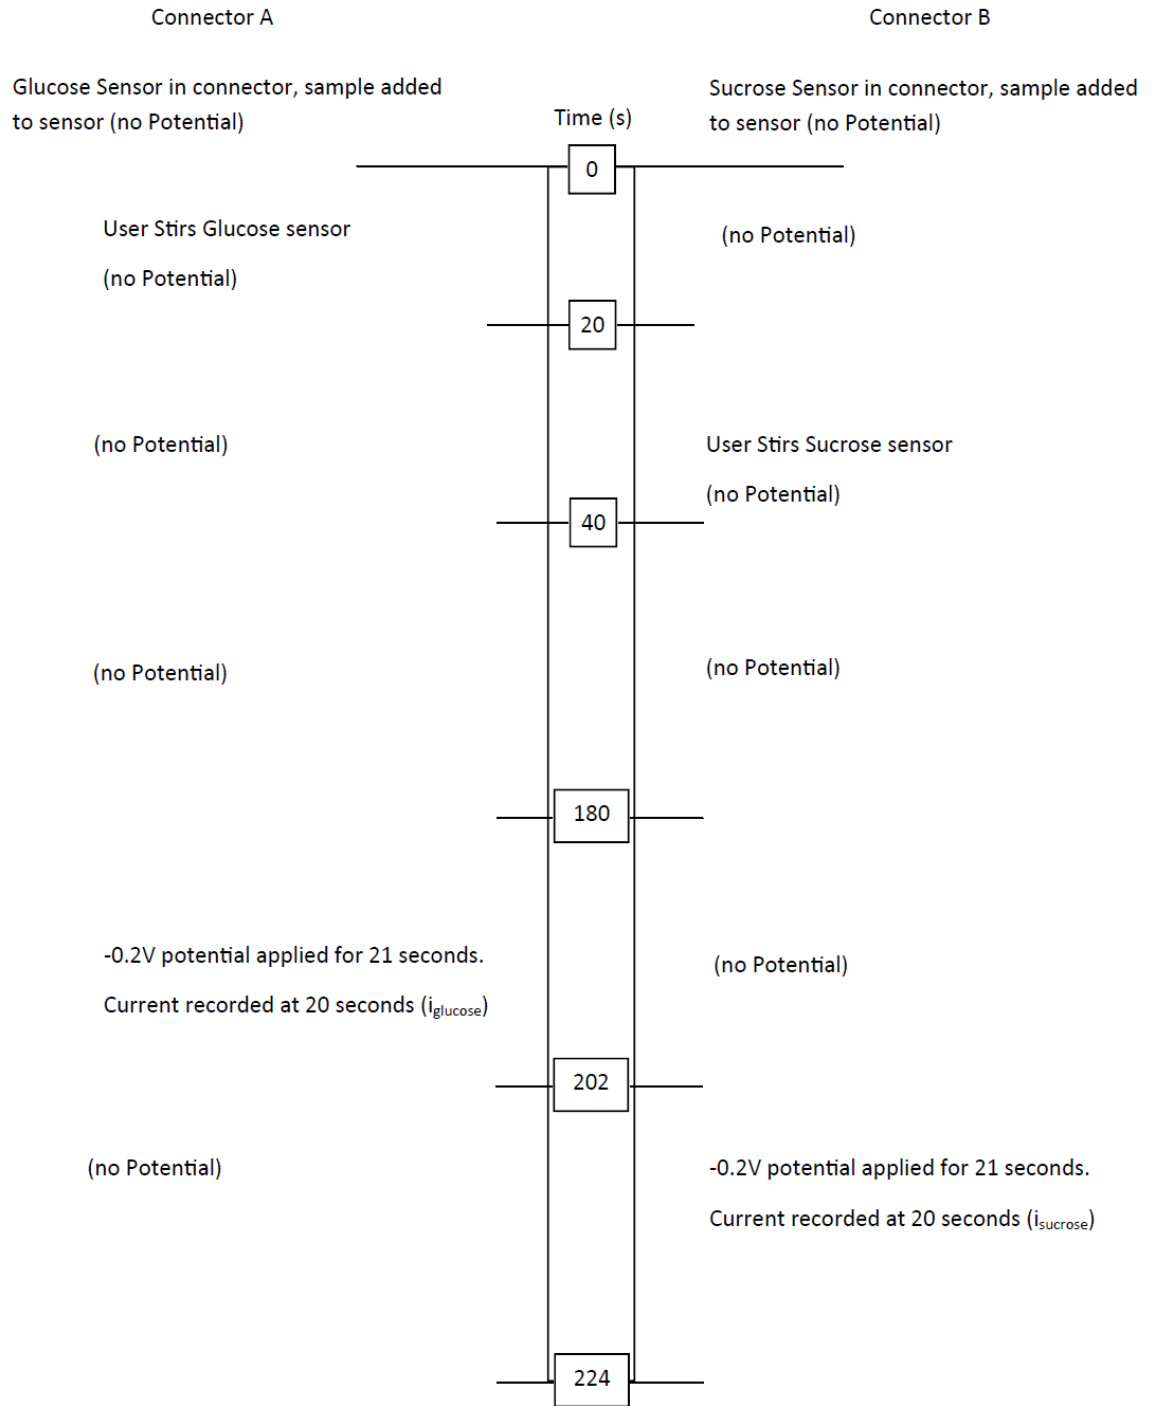 Connector A
Connector B
Glucose Sensor in connector, sample added
to sensor (no Potential)
Time (s)
Sucrose Sensor in connector, sample added
to sensor (no Potential)
0
User Stirs Glucose sensor
(no Potential)
(no Potential)
20
(no Potential)
User Stirs Sucrose sensor
(no Potential)
40
(no Potential)
(no Potential)
180
-0.2V potential applied for 21 seconds.
Current recorded at 20 seconds (iglucose)
(no Potential)
202
(no Potential)
-0.2V potential applied for 21 seconds.
Current recorded at 20 seconds (isucrose)
224